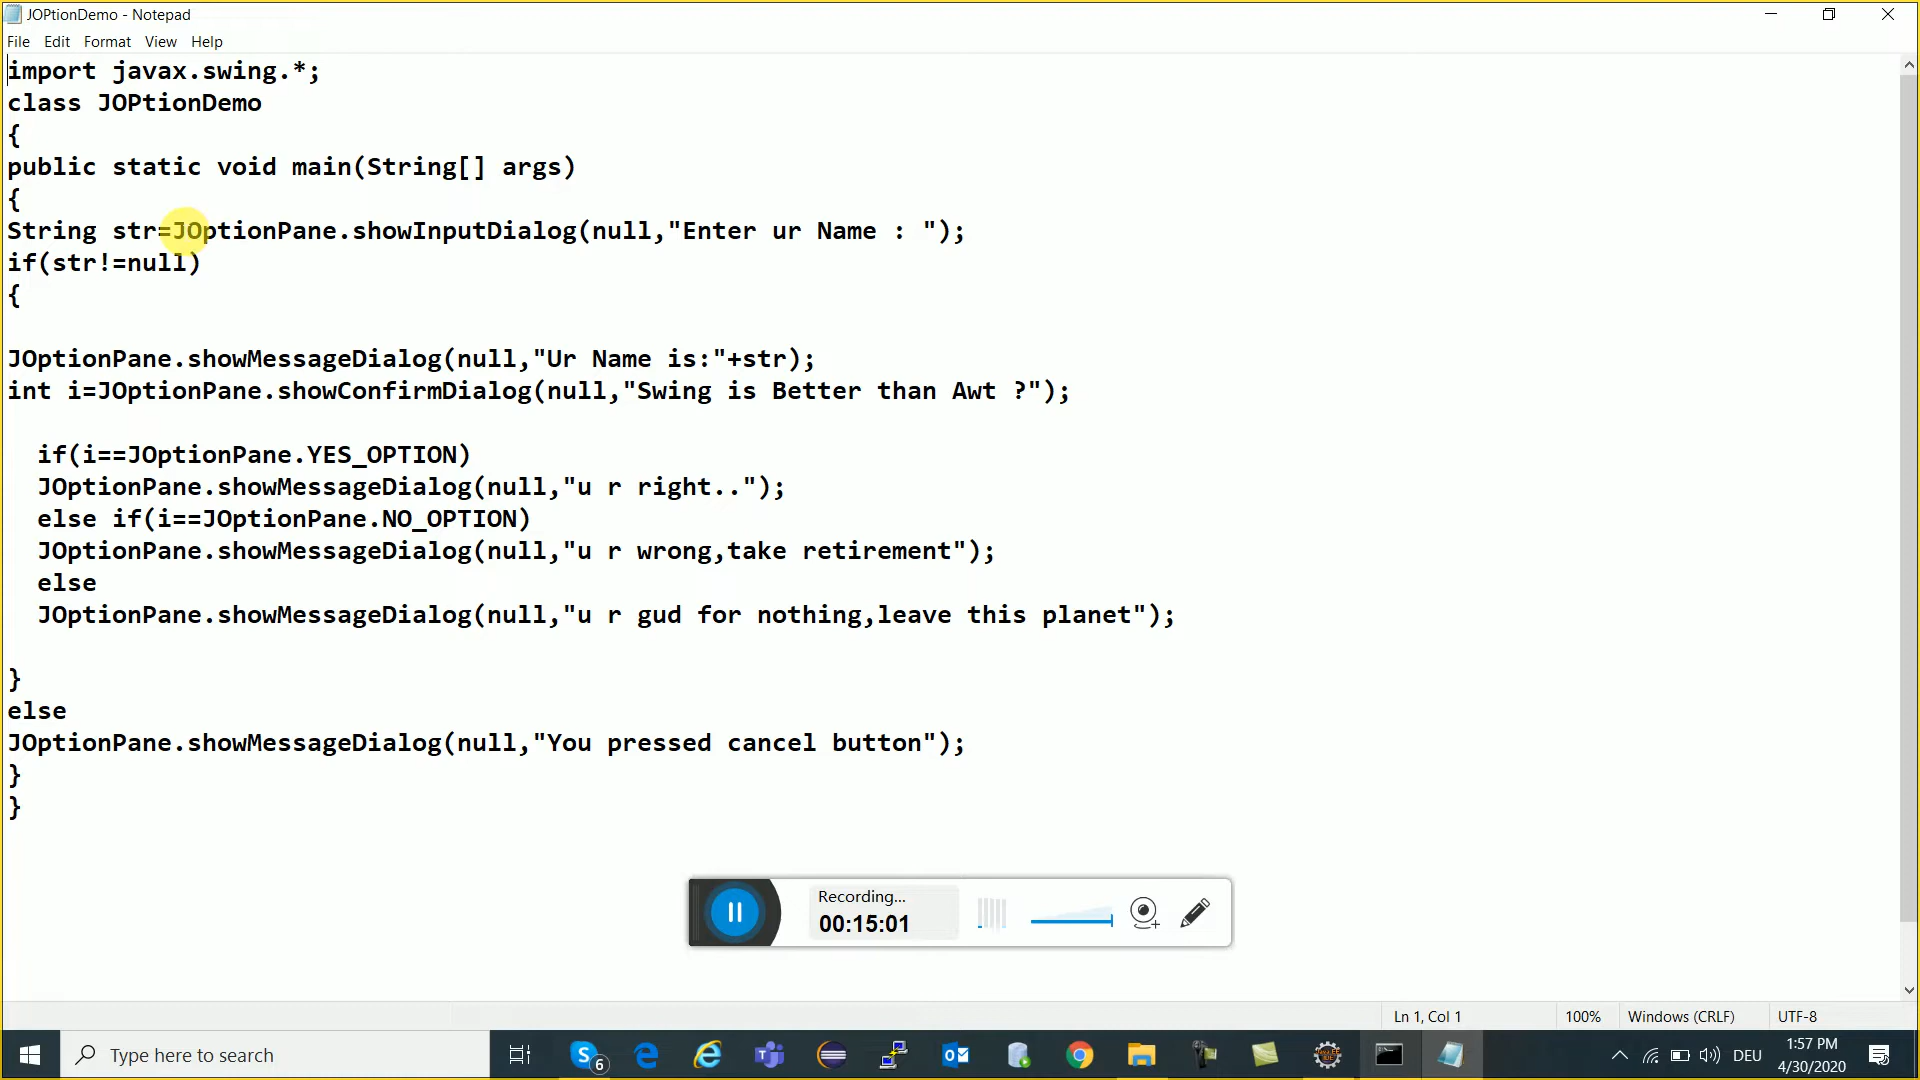 JOPtionDemo - Notepad
File Edit Format View Help
import javax.swing.*;
class JOPtionDemo
{
public static void main(String[] args)
{
String str=JOptionPane.showInputDialog(null,"Enter ur Name : ");
if(str!=null)
{
JOptionPane.showMessageDialog(null,"Ur Name is:"+str);
int i=JOptionPane.showConfirmDialog(null,"Swing is Better than Awt ?");
if(i==JOptionPane.YES_OPTION)
JOptionPane.showMessageDialog(null,"u r right..");
else if(i==JOptionPane.NO_OPTION)
JOptionPane.showMessageDialog(null,"u r wrong,take retirement");
else
JOptionPane.showMessageDialog(null,"u r gud for nothing,leave this planet");
}
else
JOptionPane.showMessageDialog(null,"You pressed cancel button");
}
}
Recording...
00:15:01
Ln 1, Col 1 100% Windows (CRLF) UTF-8
Type here to search
6
DEU
1:57 PM
4/30/2020